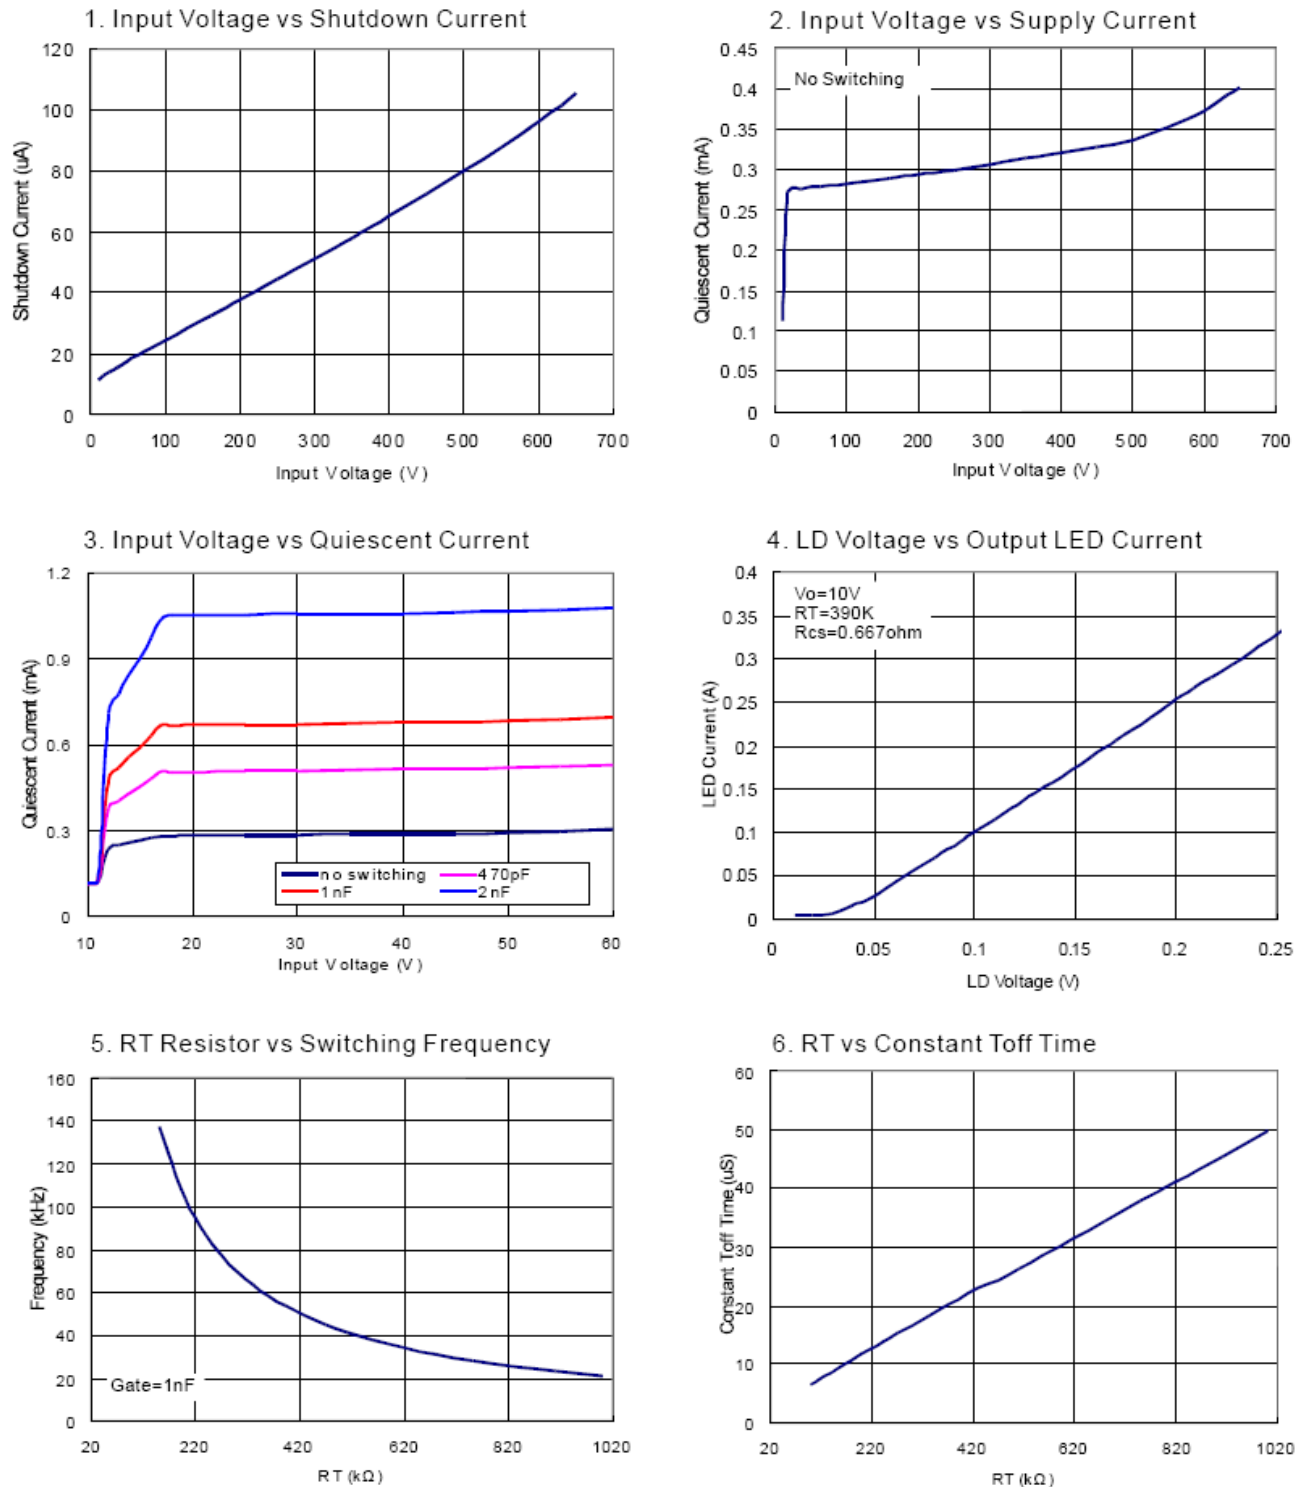 1. Input Voltage vs Shutdown Current
120
100
80
60
40
20
0
Shutdown Current (uA)
0 100 200 300 400 500 600 700
Input Voltage (V)
2. Input Voltage vs Supply Current
No Switching
0.45
0.4
0.35
0.3
0.25
0.2
0.15
0.1
0.05
0
Quiescent Current (mA)
0 100 200 300 400 500 600 700
Input Voltage (V)
3. Input Voltage vs Quiescent Current
1.2
0.9
0.6
0.3
0
Quiescent Current (mA)
no switching 470pF
1nF 2nF
10 20 30 40 50 60
Input Voltage (V)
4. LD Voltage vs Output LED Current
Vo=10V
RT=390K
Rcs=0.667ohm
0.4
0.35
0.3
0.25
0.2
0.15
0.1
0.05
0
LED Current (A)
0 0.05 0.1 0.15 0.2 0.25
LD Voltage (V)
5. RT Resistor vs Switching Frequency
160
140
120
100
80
60
40
20
0
Frequency (kHz)
Gate=1nF
20 220 420 620 820 1020
RT (kΩ)
6. RT vs Constant Toff Time
60
50
40
30
20
10
0
Constant Toff Time (uS)
20 220 420 620 820 1020
RT (kΩ)